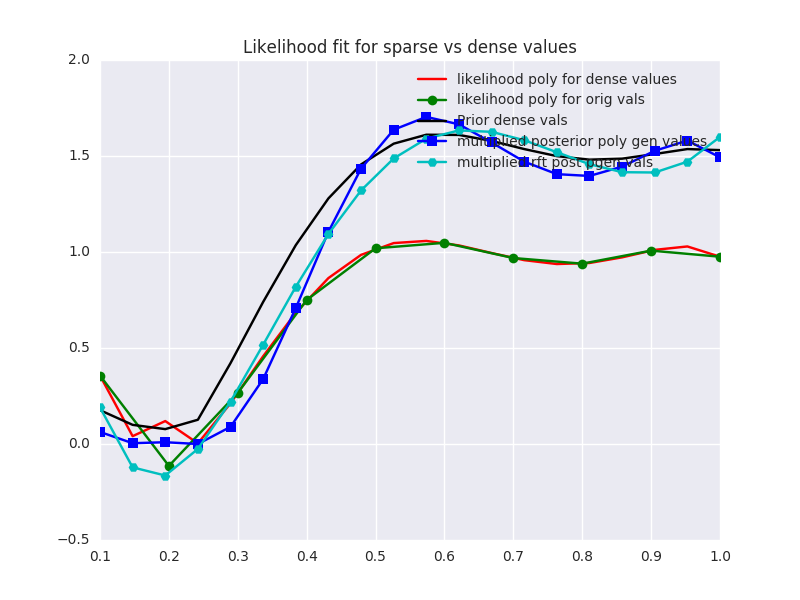 Likelihood fit for sparse vs dense values
2.0
1.5
1.0
0.5
0.0
−0.5
0.1 0.2 0.3 0.4 0.5 0.6 0.7 0.8 0.9 1.0
likelihood poly for dense values
likelihood poly for orig vals
Prior dense vals
multiplied posterior poly gen values
multiplied rft post gen vals